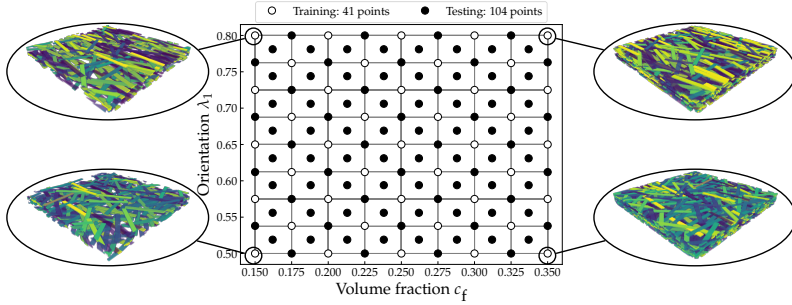 Training: 41 points Testing: 104 points
0.80
0.75
0.70
0.65
0.60
0.55
0.50
Orientation λ1
0.150 0.175 0.200 0.225 0.250 0.275 0.300 0.325 0.350
Volume fraction cf